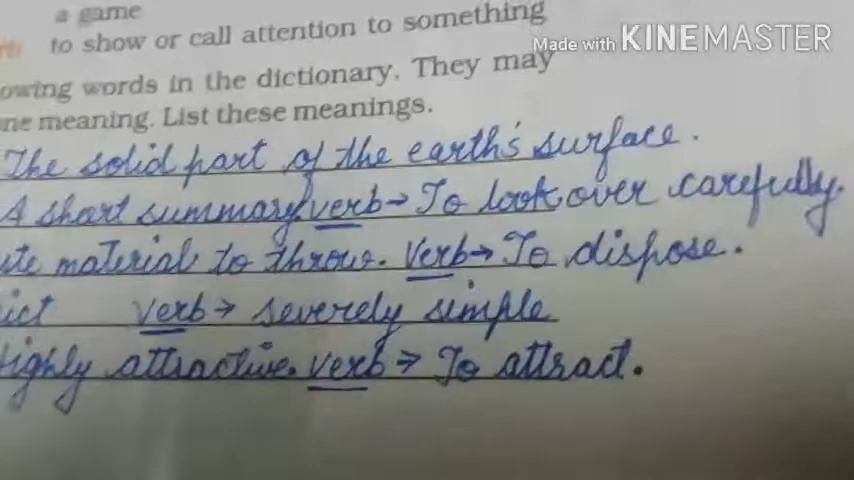 a game
to show or call attention to something
Made with KINEMASTER
owing words in the dictionary. They may
ne meaning. List these meanings.
The solid part of the earth's surface.
A short summary verb→ To look over carefully.
ste material to throw. Verb→ To dispose.
ict verb→ severely simple
Highly attractive. verb→ To attract.